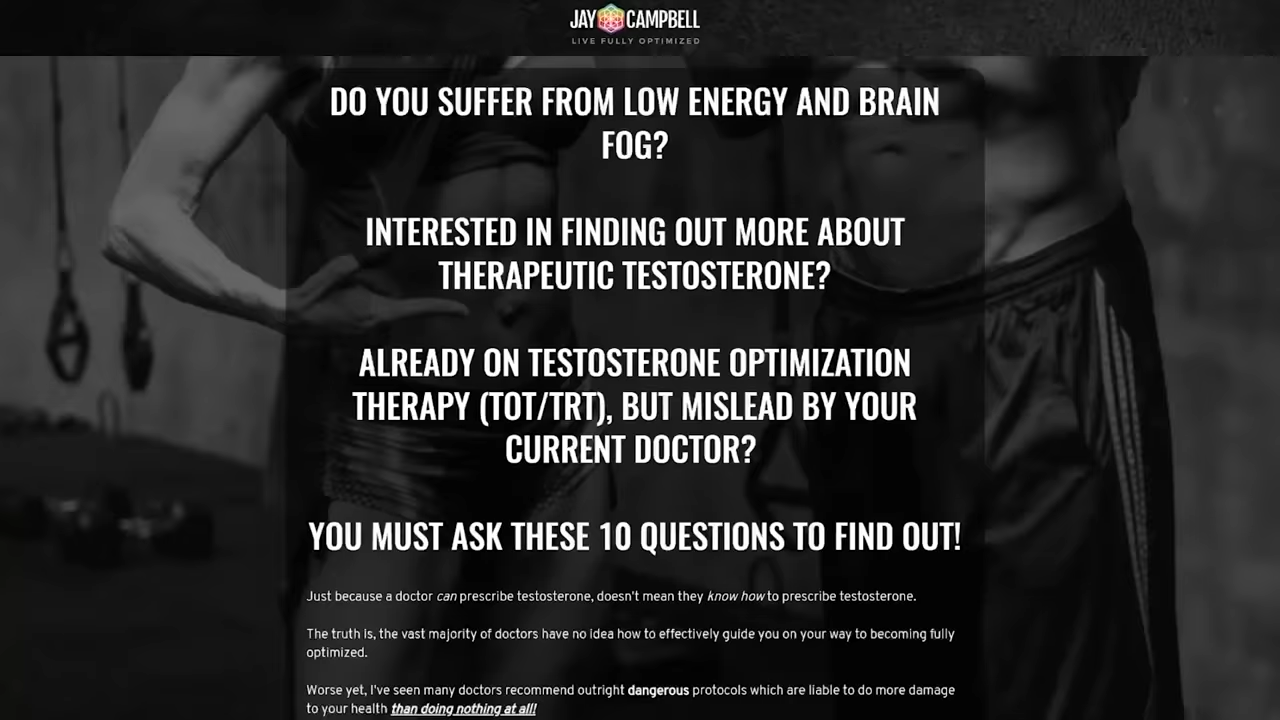 JAY CAMPBELL
LIVE FULLY OPTIMIZED
DO YOU SUFFER FROM LOW ENERGY AND BRAIN
FOG?
INTERESTED IN FINDING OUT MORE ABOUT
THERAPEUTIC TESTOSTERONE?
ALREADY ON TESTOSTERONE OPTIMIZATION
THERAPY (TOT/TRT), BUT MISLEAD BY YOUR
CURRENT DOCTOR?
YOU MUST ASK THESE 10 QUESTIONS TO FIND OUT!
Just because a doctor can prescribe testosterone, doesn't mean they know how to prescribe testosterone.
The truth is, the vast majority of doctors have no idea how to effectively guide you on your way to becoming fully
optimized.
Worse yet, I've seen many doctors recommend outright dangerous protocols which are liable to do more damage
to your health than doing nothing at all!